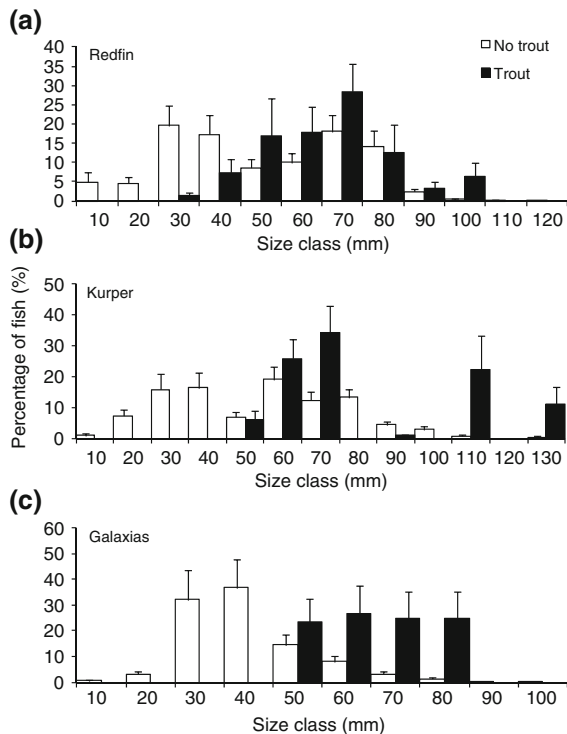 (a)
Redfin
No trout
Trout
40
35
30
25
20
15
10
5
0
10 20 30 40 50 60 70 80 90 100 110 120
Size class (mm)
(b)
Kurper
Percentage of fish (%)
50
40
30
20
10
0
10 20 30 40 50 60 70 80 90 100 110 120 130
Size class (mm)
(c)
Galaxias
60
50
40
30
20
10
0
10 20 30 40 50 60 70 80 90 100
Size class (mm)